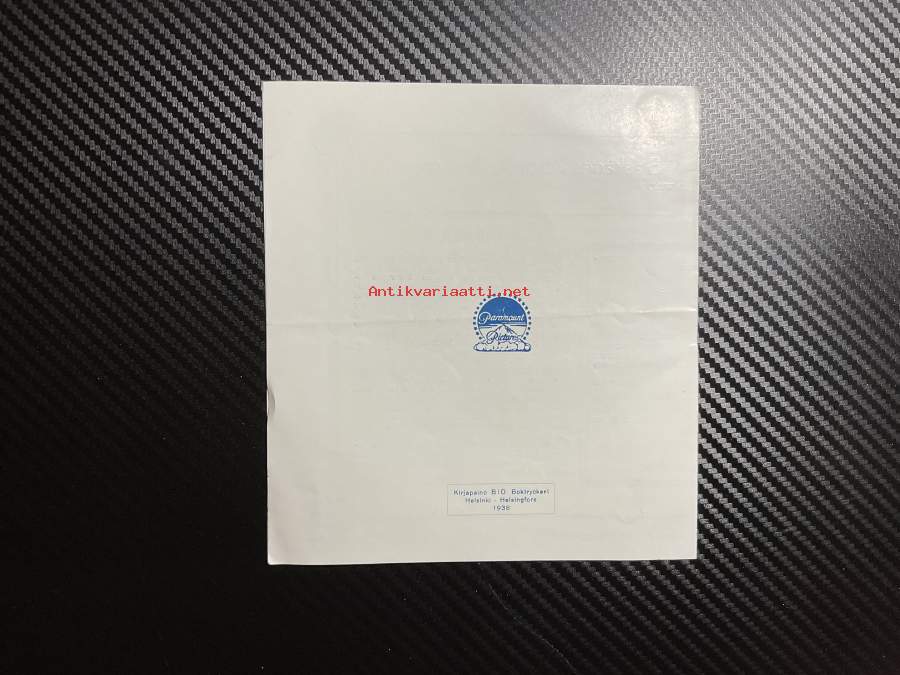 Antikvariaatti.net
Paramount
Pictures
Kirjapaino BIO Boktryckeri
Helsinki - Helsingfors
1938